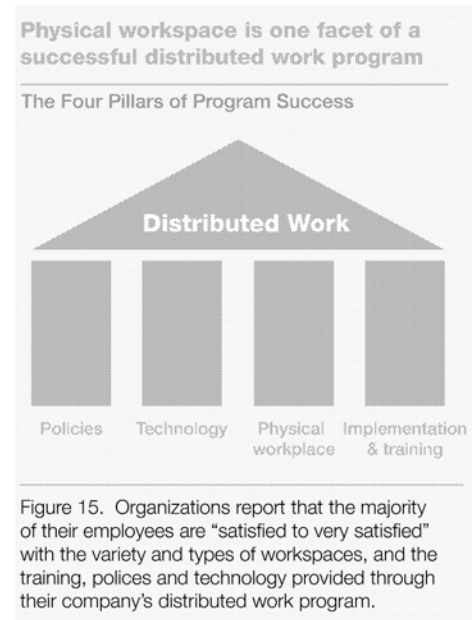 Physical workspace is one facet of a
successful distributed work program
The Four Pillars of Program Success
Distributed Work
Policies
Technology
Physical
workplace
Implementation
& training
Figure 15. Organizations report that the majority
of their employees are “satisfied to very satisfied”
with the variety and types of workspaces, and the
training, polices and technology provided through
their company’s distributed work program.